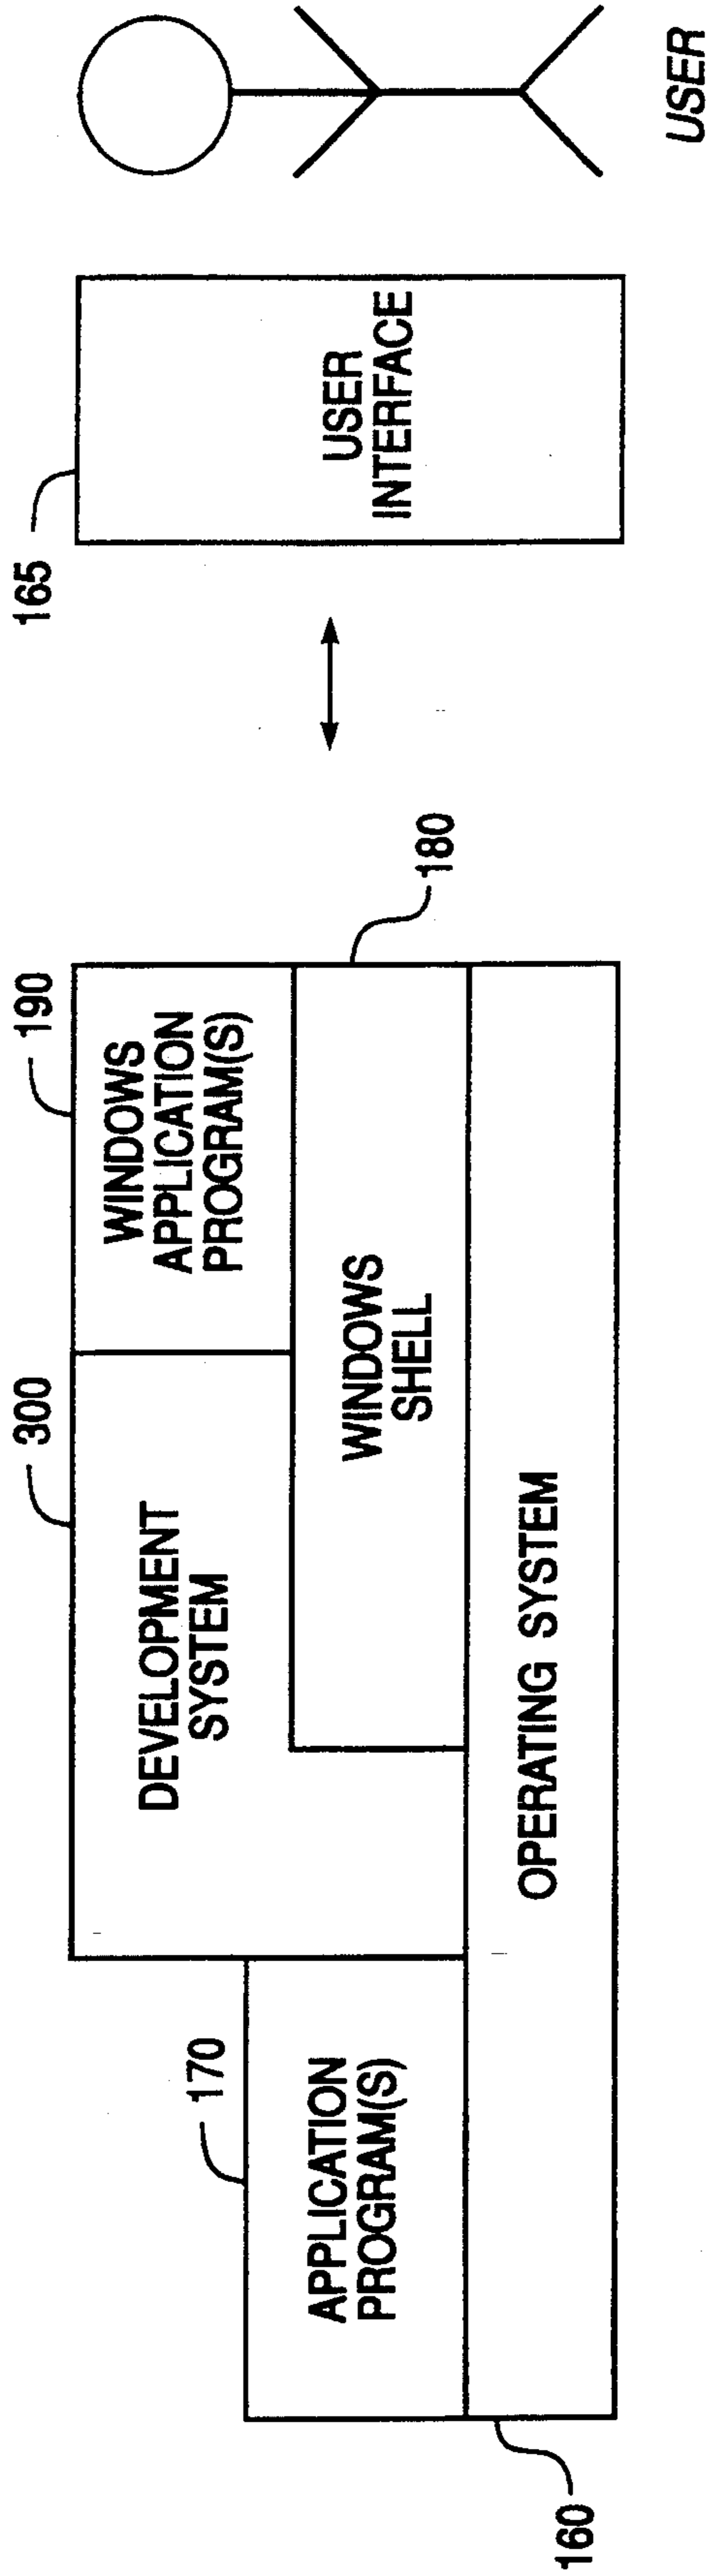 170
APPLICATION
PROGRAM(S)
300
DEVELOPMENT
SYSTEM
190
WINDOWS
APPLICATION
PROGRAM(S)
WINDOWS
SHELL
180
OPERATING SYSTEM
160
165
USER
INTERFACE
USER